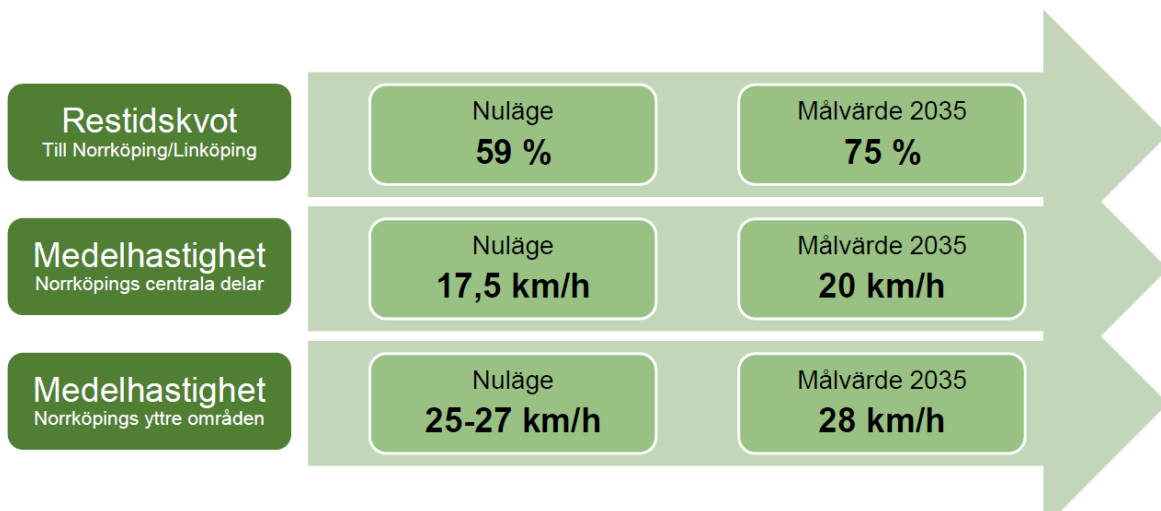 Restidskvot
Till Norrköping/Linköping
Nuläge
59 %
Målvärde 2035
75 %
Medelhastighet
Norrköpings centrala delar
Nuläge
17,5 km/h
Målvärde 2035
20 km/h
Medelhastighet
Norrköpings yttre områden
Nuläge
25-27 km/h
Målvärde 2035
28 km/h